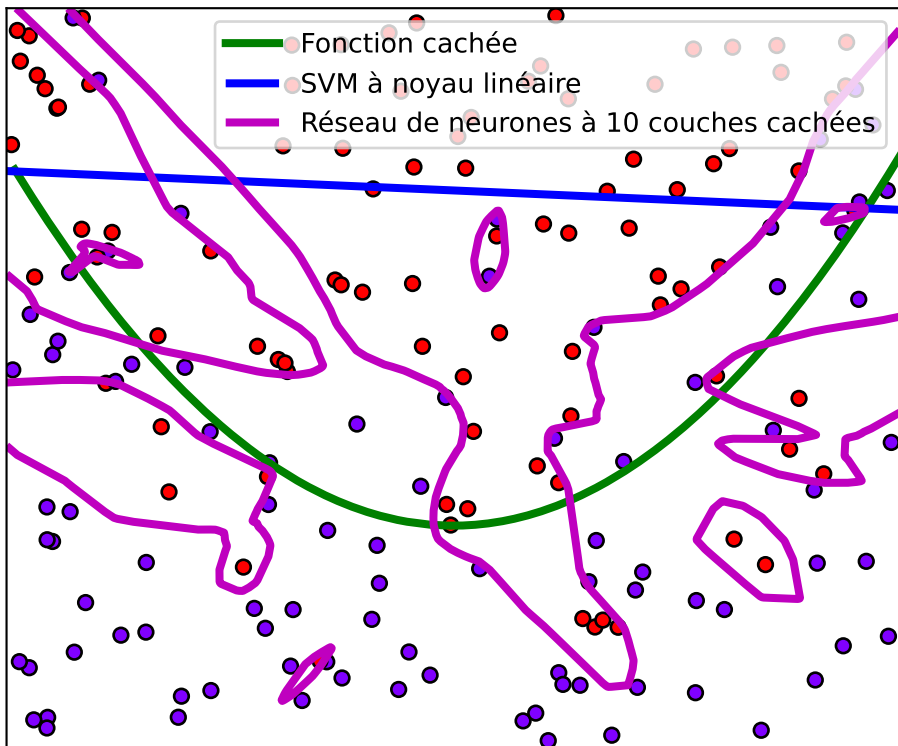 Fonction cachée
SVM à noyau linéaire
Réseau de neurones à 10 couches cachées